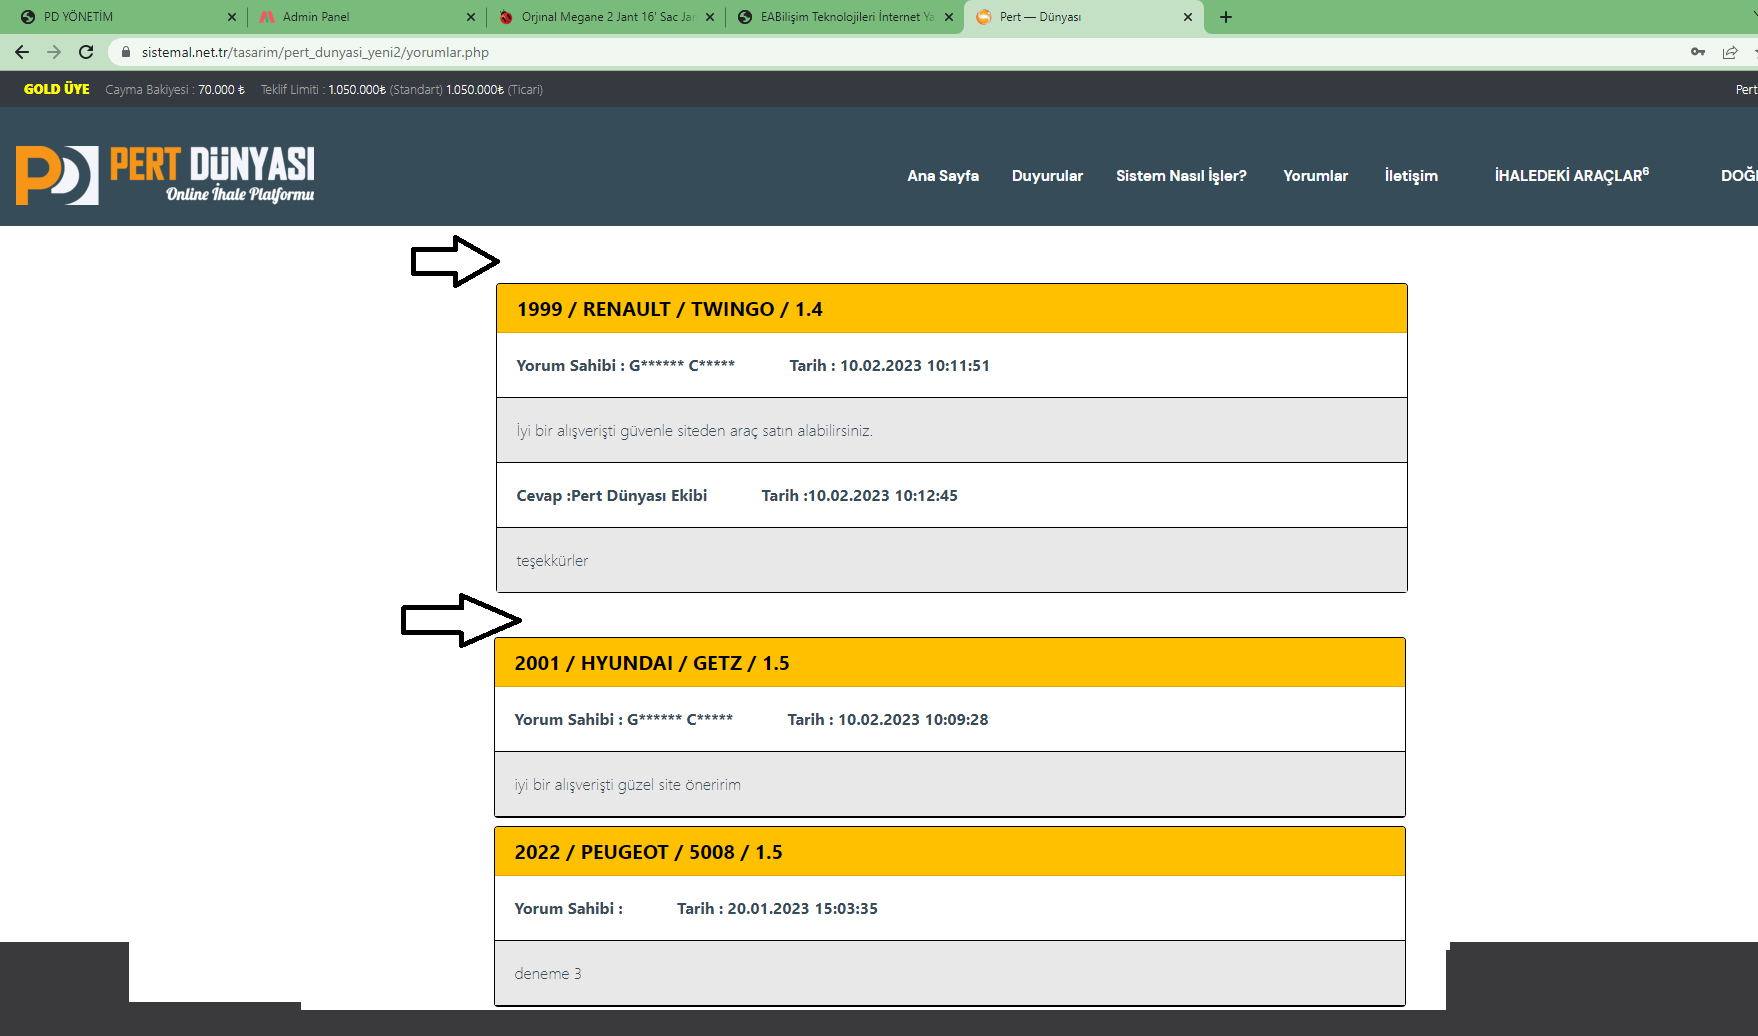 PD YÖNETİM
Admin Panel
Orjınal Megane 2 Jant 16' Sac Jar
EABilişim Teknolojileri İnternet Ya
Pert — Dünyası
sistemal.net.tr/tasarim/pert_dunyasi_yeni2/yorumlar.php
GOLD ÜYE Cayma Bakiyesi : 70.000 ₺ Teklif Limiti : 1.050.000₺ (Standart) 1.050.000₺ (Ticari) Pert
PD PERT DÜNYASI
Online İhale Platformu
Ana Sayfa Duyurular Sistem Nasıl İşler? Yorumlar İletişim İHALEDEKİ ARAÇLAR6 DOĞ
1999 / RENAULT / TWINGO / 1.4
Yorum Sahibi : G****** C***** Tarih : 10.02.2023 10:11:51
İyi bir alışverişti güvenle siteden araç satın alabilirsiniz.
Cevap :Pert Dünyası Ekibi Tarih :10.02.2023 10:12:45
teşekkürler
2001 / HYUNDAI / GETZ / 1.5
Yorum Sahibi : G****** C***** Tarih : 10.02.2023 10:09:28
iyi bir alışverişti güzel site öneririm
2022 / PEUGEOT / 5008 / 1.5
Yorum Sahibi : Tarih : 20.01.2023 15:03:35
deneme 3